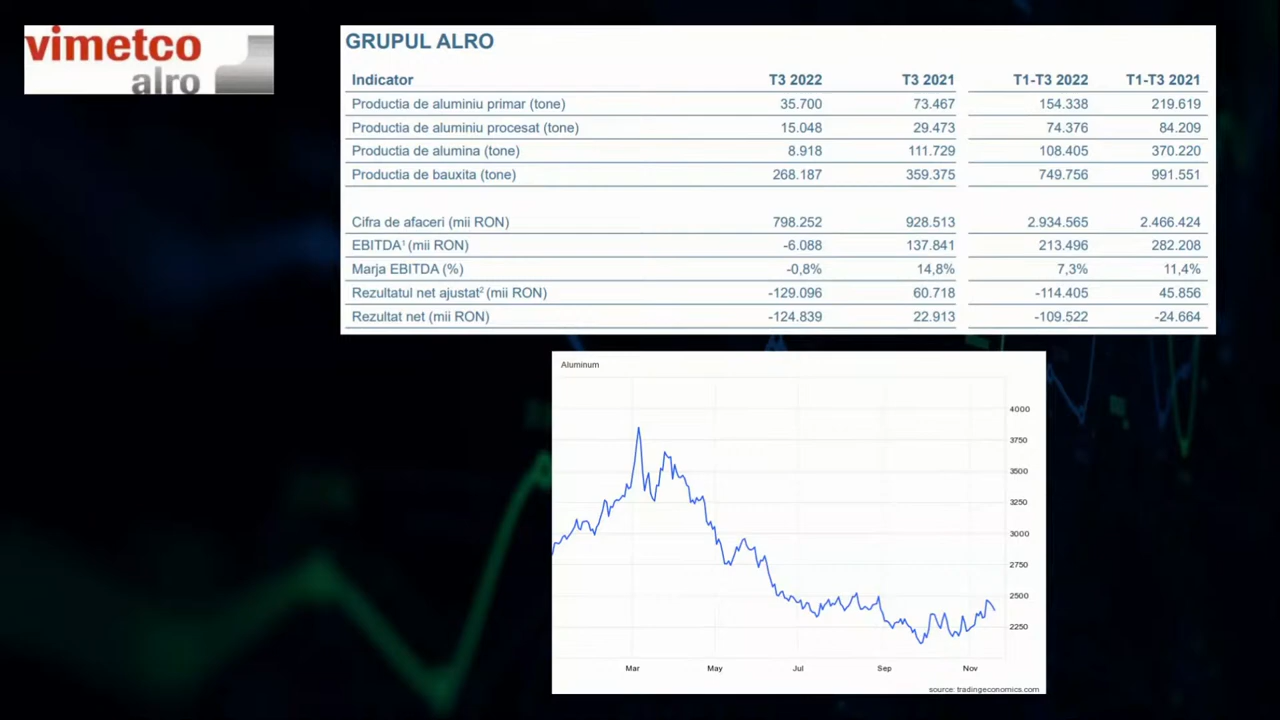 vimetco
alro
GRUPUL ALRO
Indicator T3 2022 T3 2021 T1-T3 2022 T1-T3 2021
Productia de aluminiu primar (tone) 35.700 73.467 154.338 219.619
Productia de aluminiu procesat (tone) 15.048 29.473 74.376 84.209
Productia de alumina (tone) 8.918 111.729 108.405 370.220
Productia de bauxita (tone) 268.187 359.375 749.756 991.551
Cifra de afaceri (mii RON) 798.252 928.513 2.934.565 2.466.424
EBITDA¹ (mii RON) -6.088 137.841 213.496 282.208
Marja EBITDA (%) -0,8% 14,8% 7,3% 11,4%
Rezultatul net ajustat² (mii RON) -129.096 60.718 -114.405 45.856
Rezultat net (mii RON) -124.839 22.913 -109.522 -24.664
Aluminum
4000
3750
3500
3250
3000
2750
2500
2250
Mar May Jul Sep Nov
source: tradingeconomics.com